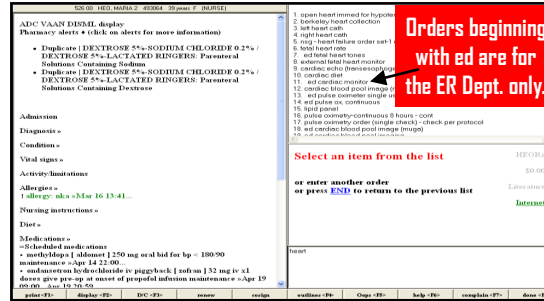 526 00 HEO, MARIA 2 493064 39 years F (NURSE)
ADC VAAN DISML display
Pharmacy alerts ♦ (click on alerts for more information)
• Duplicate | DEXTROSE 5%-SODIUM CHLORIDE 0.2% /
DEXTROSE 5%-LACTATED RINGERS: Parenteral
Solutions Containing Sodium
• Duplicate | DEXTROSE 5%-SODIUM CHLORIDE 0.2% /
DEXTROSE 5%-LACTATED RINGERS: Parenteral
Solutions Containing Dextrose
Admission
Diagnosis »
Condition »
Vital signs »
Activity/limitations
Allergies »
! allergy: nka »Mar 16 13:41...
Nursing instructions »
Diet »
Medications »
=Scheduled medications
• methyldopa [ aldomet ] 250 mg oral bid for bp < 180/90
maintenance »Apr 14 22:00...
• ondansetron hydrochloride iv piggyback [ zofran ] 32 mg iv x1
doses give pre-op at onset of propofol infusion maintenance »Apr 19
09:00 Apr 19 20:59
print <F1> display <F2> D/C <F3> renew cosign
1. open heart immed for hypoten
2. berkeley heart collection
3. left heart cath
4. right heart cath
5. nsg - heart failure order set-1
6. fetal heart rate
7. ed fetal heart tones
8. external fetal heart monitor
9. cardiac echo (transesophog
10. cardiac diet
11. ed cardiac monitor
12. cardiac blood pool image (
13. ed pulse oximeter single us
14. ed pulse ox, continuous
15. lipid panel
16. pulse oximetry-continuous 8 hours - cont
17. pulse oximetry order (single check) - check per protocol
18. ed cardiac blood pool image (muga)
Orders beginning
with ed are for
the ER Dept. only.
Select an item from the list
or enter another order
or press END to return to the previous list
HEOR»
$0.00
Literature
Internet
heart
outline <F4> Oops <F5> help <F6> complain <F7> done <F